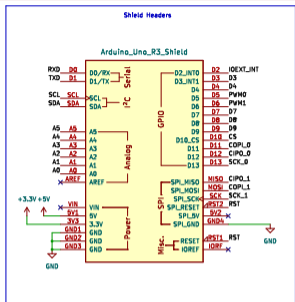 Shield Headers
Arduino_Uno_R3_Shield
RXD D0 D0/RX Serial D2_INT0 D2 IOEXT_INT
TXD D1 D1/TX D3_INT1 D3 D3
D4 D4 D4
SCL SCL SCL I²C D5 D5 PWM0
SDA SDA SDA D6 D6 PWM1
GPIO D7 D7 D7
D8 D8 D8
D9 D9 D9
A5 A5 A5 D10_CS D10 CS
A4 A4 A4 D11 D11 COPI_0
A3 A3 A3 D12 D12 CIPO_0
A2 A2 A2 Analog D13 D13 SCK_0
A1 A1 A1
A0 A0 A0 SPI_MISO MISO CIPO_1
AREF AREF SPI_MOSI MOSI COPI_1
SPI SPI_SCK SCK SCK_1
SPI_RESET RST2 RST
VIN VIN SPI_5V 5V2
+3.3V +5V 5V 5V SPI_GND GND4
3V3 3.3V Power
GND1 GND
GND2 GND Misc. RESET RST1 RST
GND3 GND IOREF IORF
GND
GND